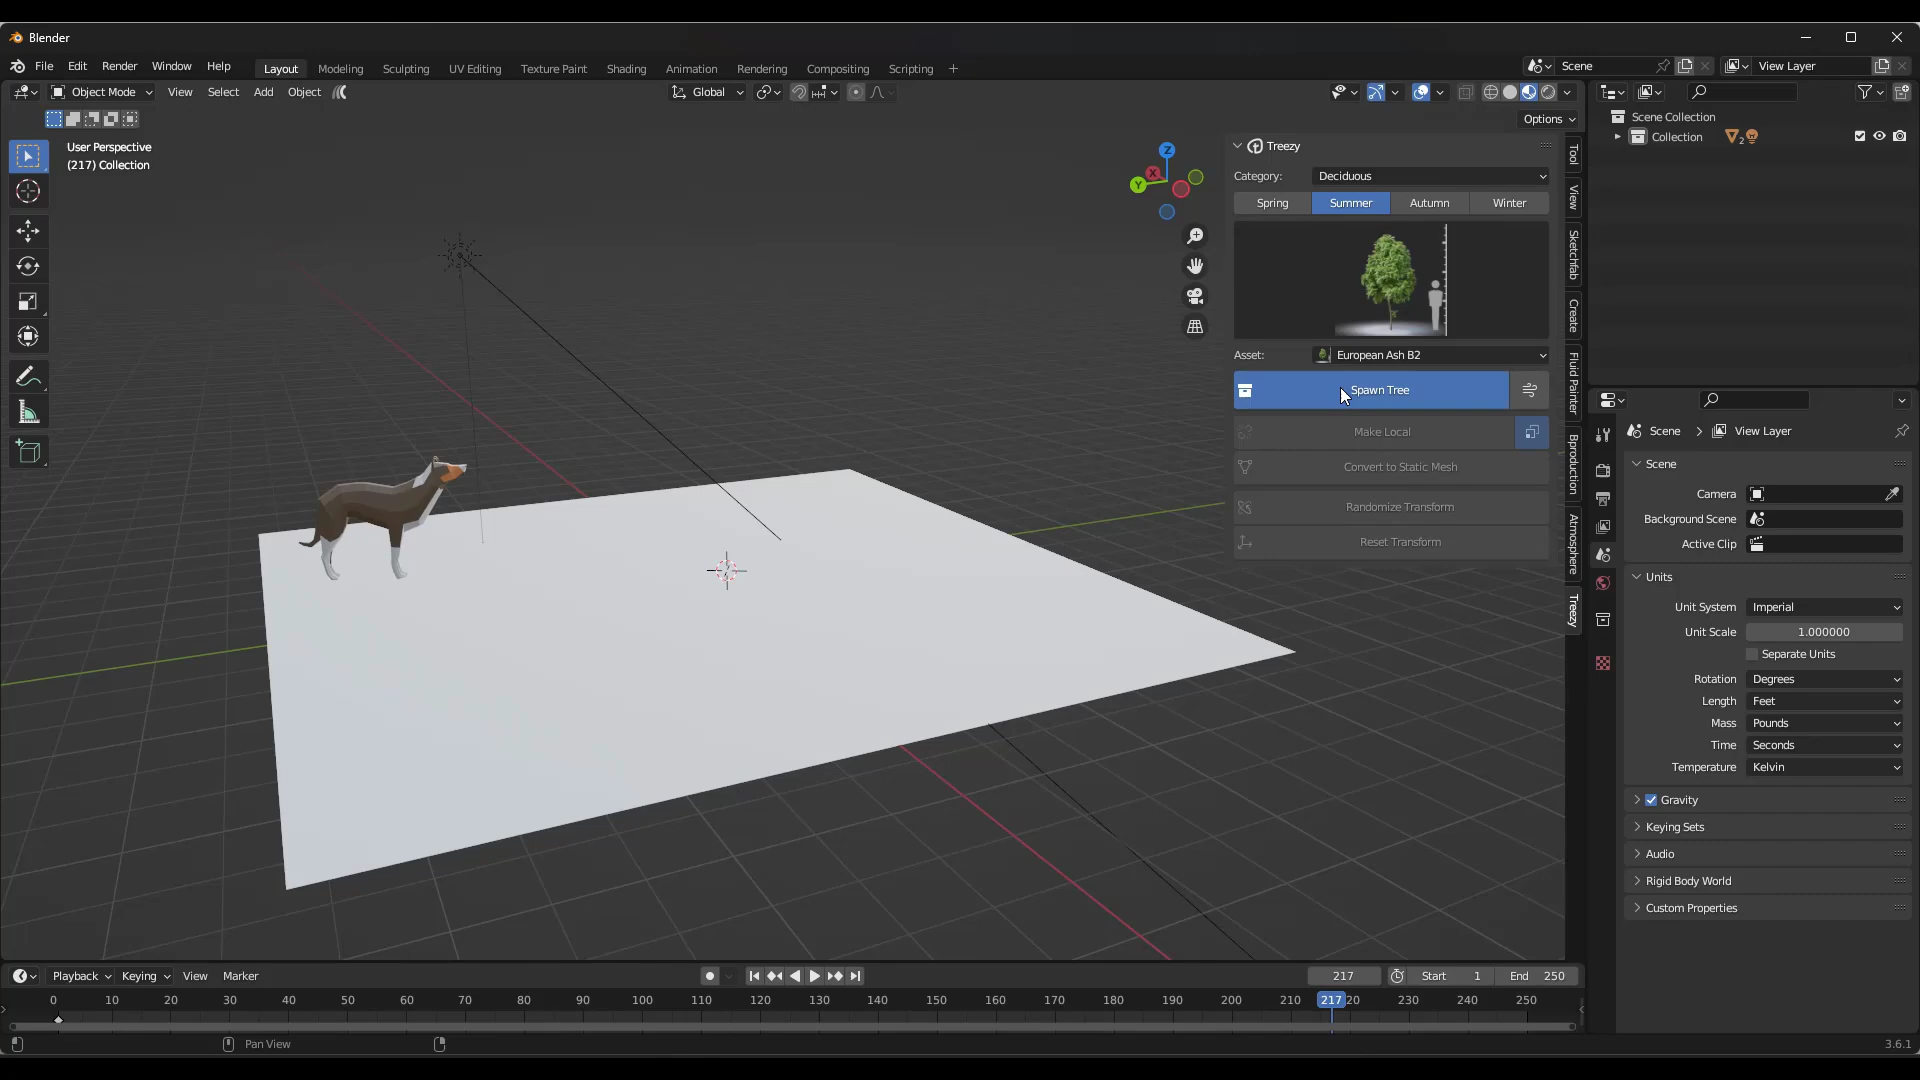 Blender
File Edit Render Window Help Layout Modeling Sculpting UV Editing Texture Paint Shading Animation Rendering Compositing Scripting + Scene View Layer
Object Mode View Select Add Object Global
Options
User Perspective
(217) Collection
Z
X
Y
Treezy
Category: Deciduous
Spring Summer Autumn Winter
Asset: European Ash B2
Spawn Tree
Make Local
Convert to Static Mesh
Randomize Transform
Reset Transform
Tool
View
Sketchfab
Create
Fluid Painter
Bproduction
Atmosphere
Treezy
Scene Collection
Collection 2
Scene > View Layer
Scene
Camera
Background Scene
Active Clip
Units
Unit System Imperial
Unit Scale 1.000000
Separate Units
Rotation Degrees
Length Feet
Mass Pounds
Time Seconds
Temperature Kelvin
Gravity
Keying Sets
Audio
Rigid Body World
Custom Properties
Playback Keying View Marker 217 Start 1 End 250
0 10 20 30 40 50 60 70 80 90 100 110 120 130 140 150 160 170 180 190 200 210 217 20 230 240 250
Pan View 3.6.1